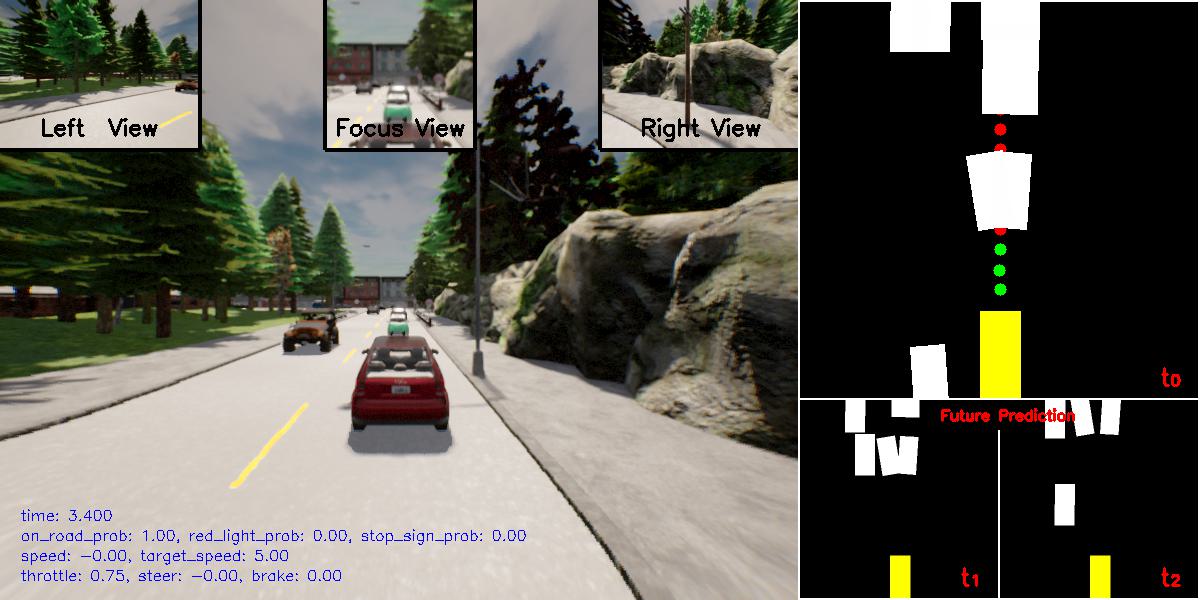 Left View
Focus View
Right View
t0
Future Prediction
t1
t2
time: 3.400
on_road_prob: 1.00, red_light_prob: 0.00, stop_sign_prob: 0.00
speed: -0.00, target_speed: 5.00
throttle: 0.75, steer: -0.00, brake: 0.00